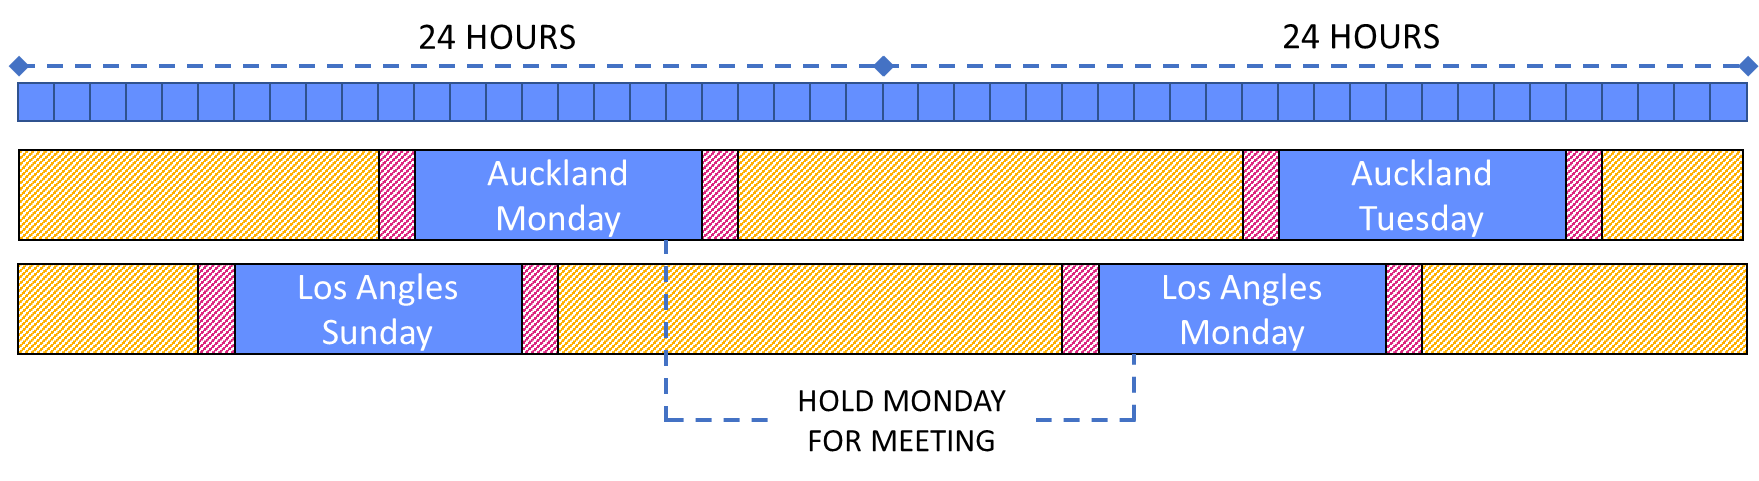 24 HOURS
24 HOURS
Auckland
Monday
Auckland
Tuesday
Los Angles
Sunday
Los Angles
Monday
HOLD MONDAY
FOR MEETING